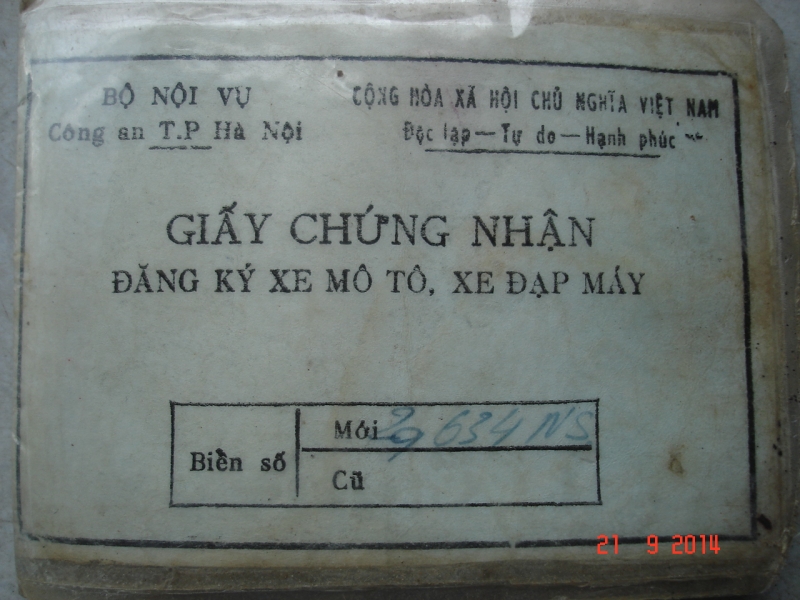 BỘ NỘI VỤ
Công an T.P Hà Nội
CỘNG HÒA XÃ HỘI CHỦ NGHĨA VIỆT NAM
Độc lập — Tự do — Hạnh phúc
GIẤY CHỨNG NHẬN
ĐĂNG KÝ XE MÔ TÔ, XE ĐẠP MÁY
Biển số
Mới 29 634 NS
Cũ
21 9 2014